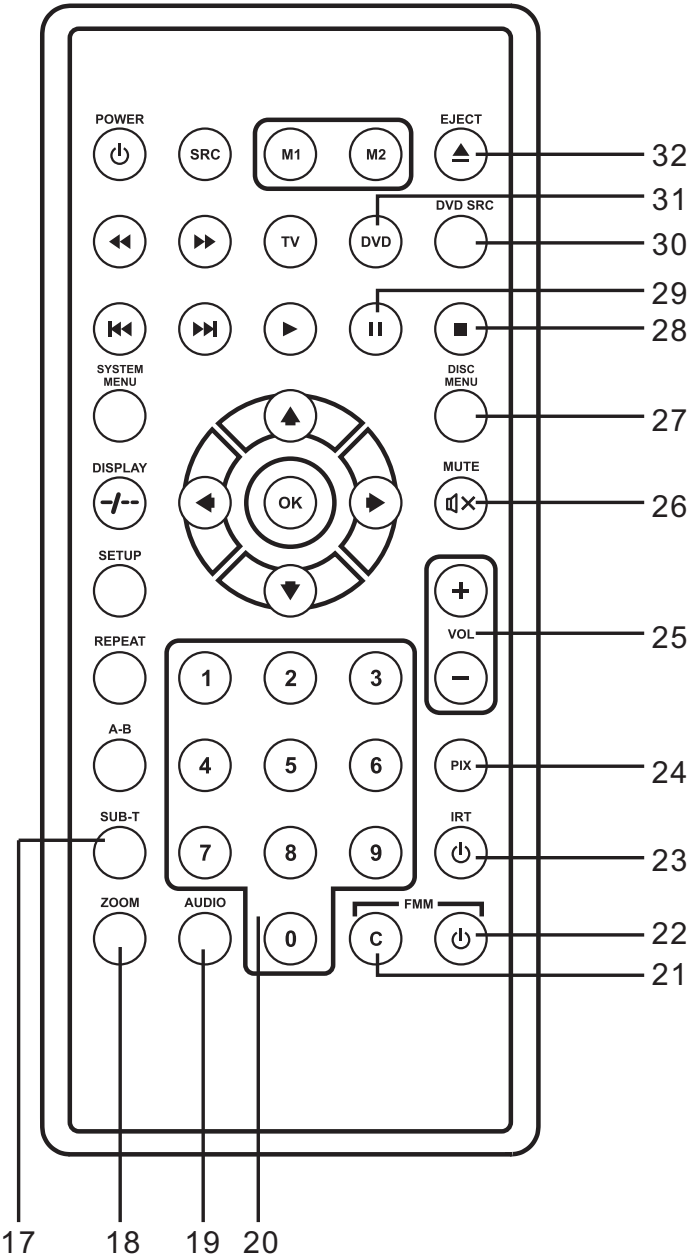 POWER
EJECT
SRC
M1
M2
32
31
DVD SRC
TV
DVD
30
29
28
SYSTEM
MENU
DISC
MENU
27
DISPLAY
MUTE
-/--
OK
26
SETUP
+
VOL
25
REPEAT
1
2
3
−
A-B
4
5
6
PIX
24
SUB-T
IRT
7
8
9
23
ZOOM
AUDIO
FMM
0
C
22
21
17
18
19
20